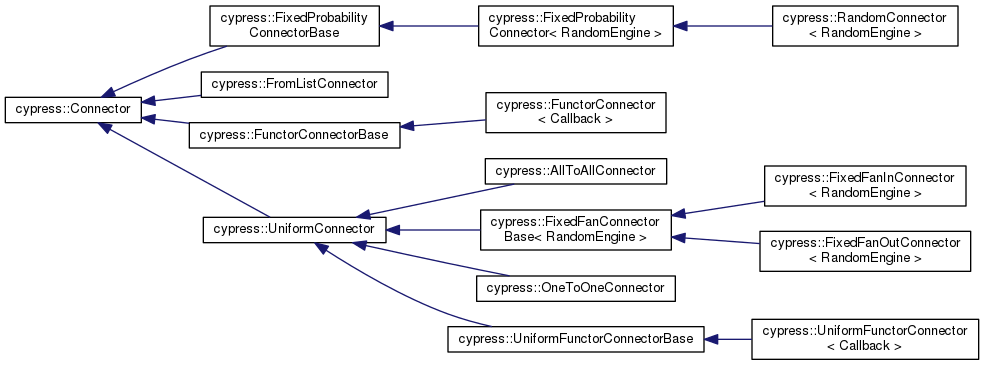 cypress::FixedProbability
ConnectorBase
cypress::FixedProbability
Connector< RandomEngine >
cypress::RandomConnector
< RandomEngine >
cypress::FromListConnector
cypress::Connector
cypress::FunctorConnectorBase
cypress::FunctorConnector
< Callback >
cypress::AllToAllConnector
cypress::UniformConnector
cypress::FixedFanConnector
Base< RandomEngine >
cypress::FixedFanInConnector
< RandomEngine >
cypress::FixedFanOutConnector
< RandomEngine >
cypress::OneToOneConnector
cypress::UniformFunctorConnectorBase
cypress::UniformFunctorConnector
< Callback >